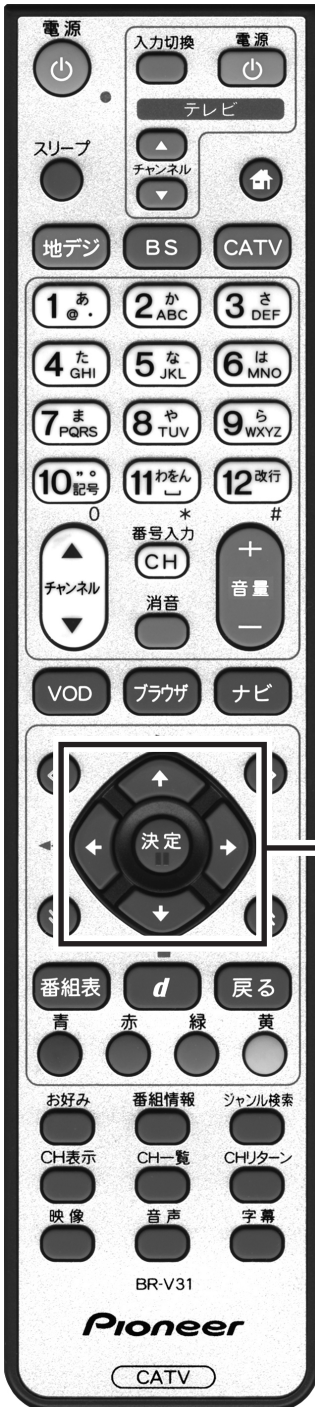 電源
入力切換 電源
テレビ
スリープ
チャンネル
地デジ BS CATV
1 あ @. 2 か ABC 3 さ DEF
4 た GHI 5 な JKL 6 は MNO
7 ま PQRS 8 や TUV 9 ら WXYZ
10 ゛゜ 記号 11 わをん 12 改行
0 * #
番号入力
チャンネル CH + 音量 −
消音
VOD ブラウザ ナビ
決定
番組表 d 戻る
青 赤 緑 黄
お好み 番組情報 ジャンル検索
CH表示 CH一覧 CHリターン
映像 音声 字幕
BR-V31
Pioneer
CATV